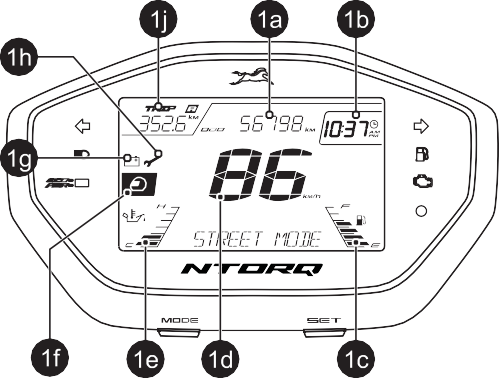 1j 1a 1b
1h
TRIP
352.6 KM 56798 KM 10:37 AM PM
1g
86 km/h
H F
STREET MODE
C E
NTORQ
MODE SET
1f 1e 1d 1c